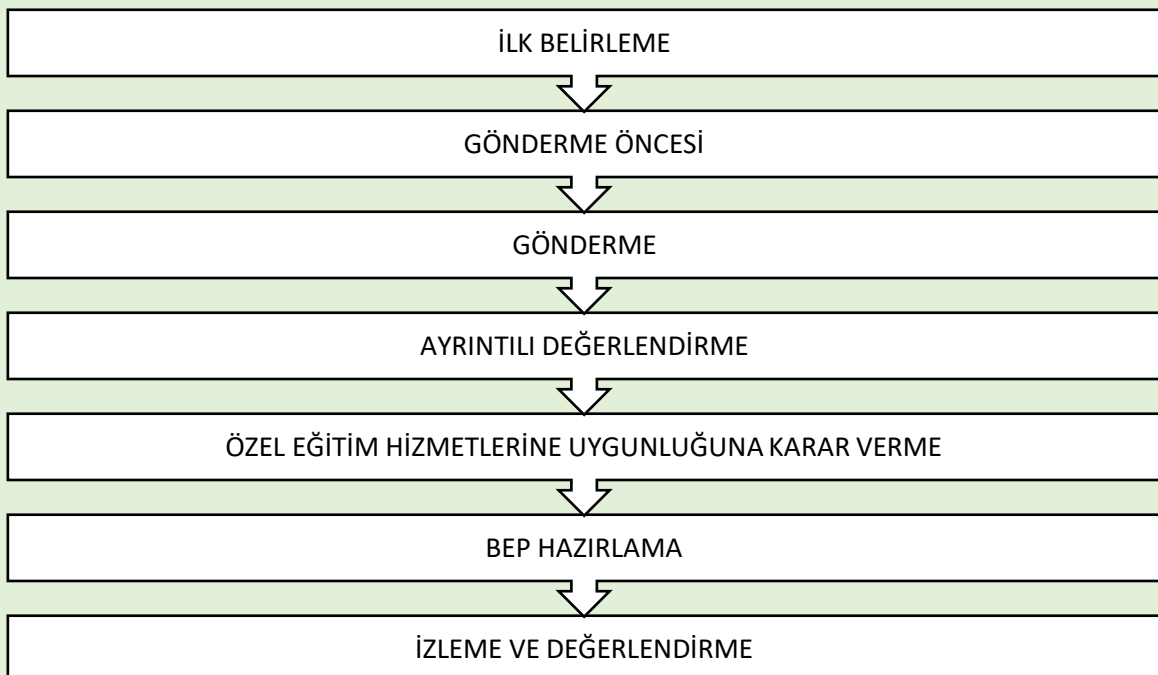 İLK BELİRLEME
GÖNDERME ÖNCESİ
GÖNDERME
AYRINTILI DEĞERLENDİRME
ÖZEL EĞİTİM HİZMETLERİNE UYGUNLUĞUNA KARAR VERME
BEP HAZIRLAMA
İZLEME VE DEĞERLENDİRME